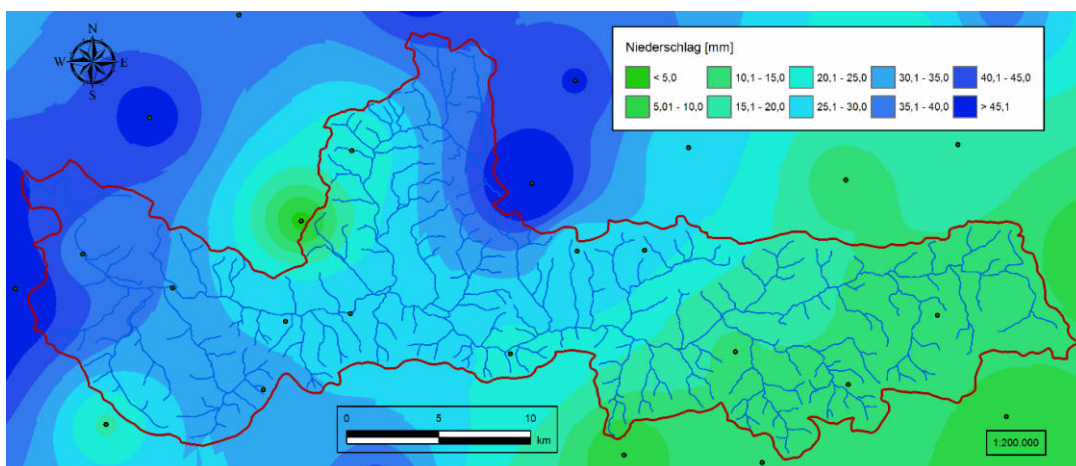 N
W E
S
Niederschlag [mm]
< 5,0 10,1 - 15,0 20,1 - 25,0 30,1 - 35,0 40,1 - 45,0
5,01 - 10,0 15,1 - 20,0 25,1 - 30,0 35,1 - 40,0 > 45,1
0 5 10
km
1:200.000